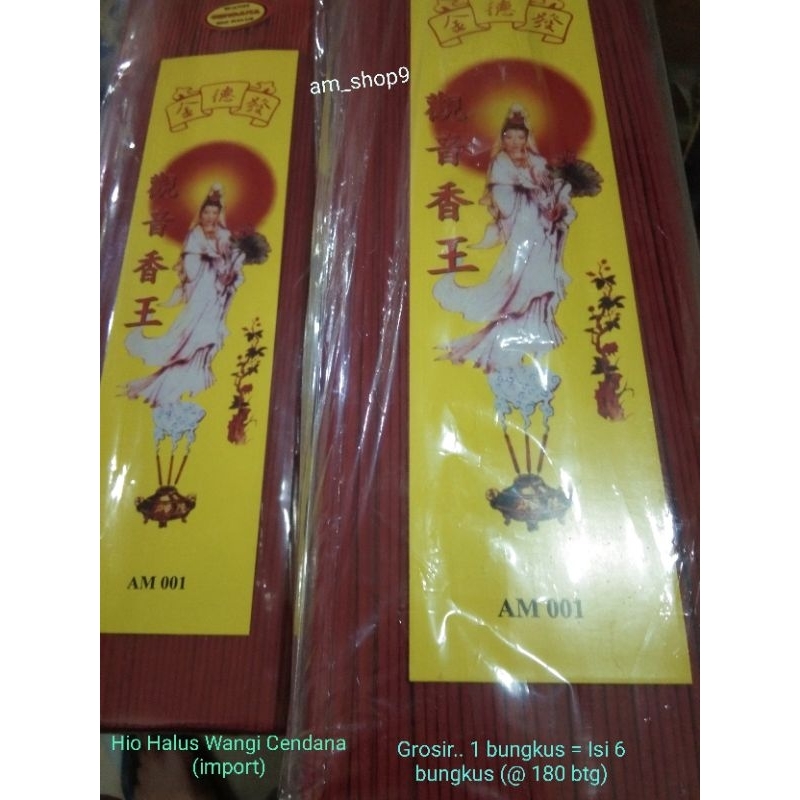 金德發
觀音香王
AM 001
am_shop9
金德發
觀音香王
AM 001
Hio Halus Wangi Cendana
(import)
Grosir.. 1 bungkus = Isi 6
bungkus (@ 180 btg)